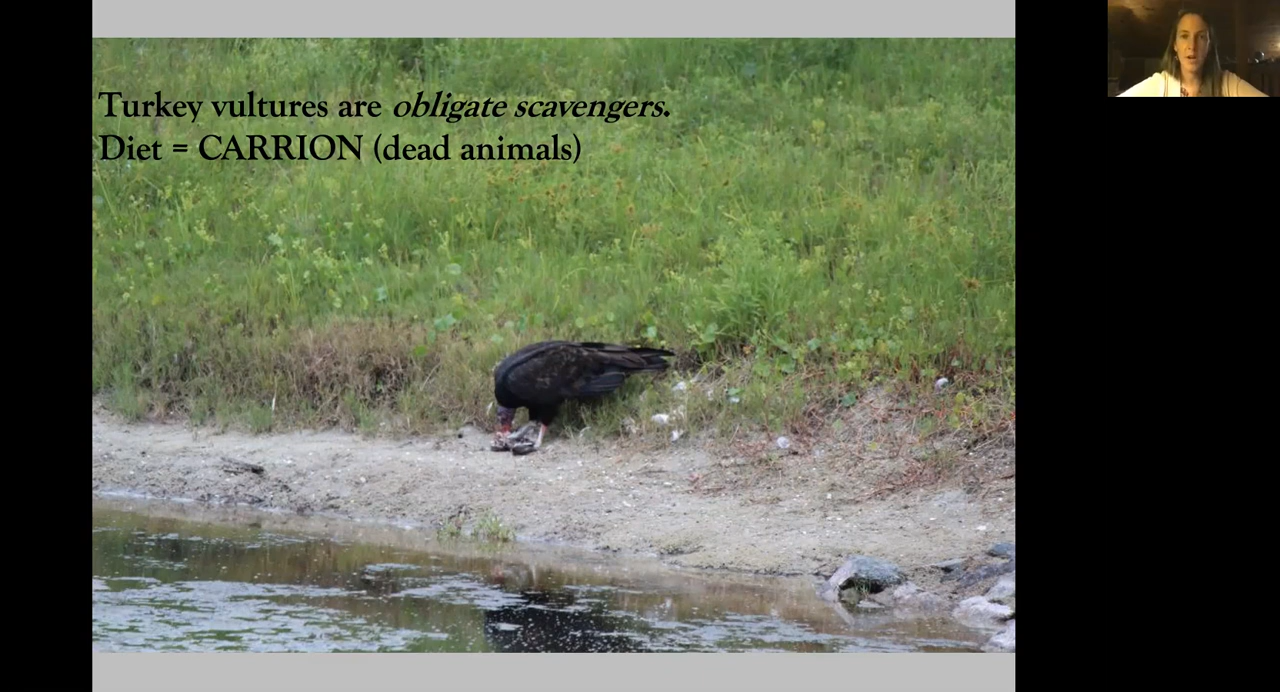 Turkey vultures are obligate scavengers.
Diet = CARRION (dead animals)